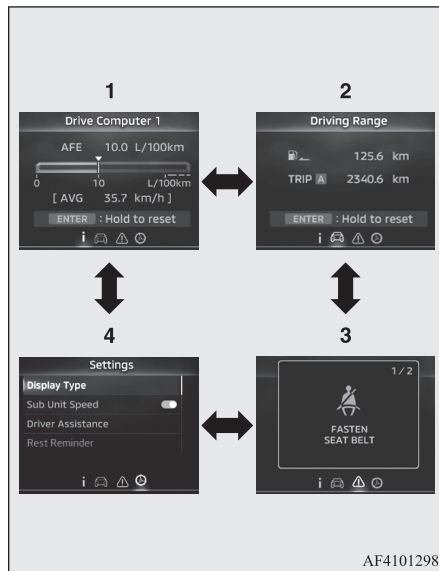 1
Drive Computer 1
AFE 10.0 L/100km
0 10 L/100km
[ AVG 35.7 km/h ]
ENTER : Hold to reset
i
2
Driving Range
125.6 km
TRIP A 2340.6 km
ENTER : Hold to reset
i
4
Settings
Display Type
Sub Unit Speed
Driver Assistance
Rest Reminder
i
3
1/2
FASTEN
SEAT BELT
i
AF4101298